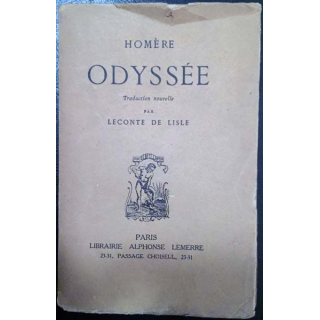 HOMÈRE
ODYSSÉE
Traduction nouvelle
PAR
LECONTE DE LISLE
PARIS
LIBRAIRIE ALPHONSE LEMERRE
23-31, PASSAGE CHOISEUL, 23-31